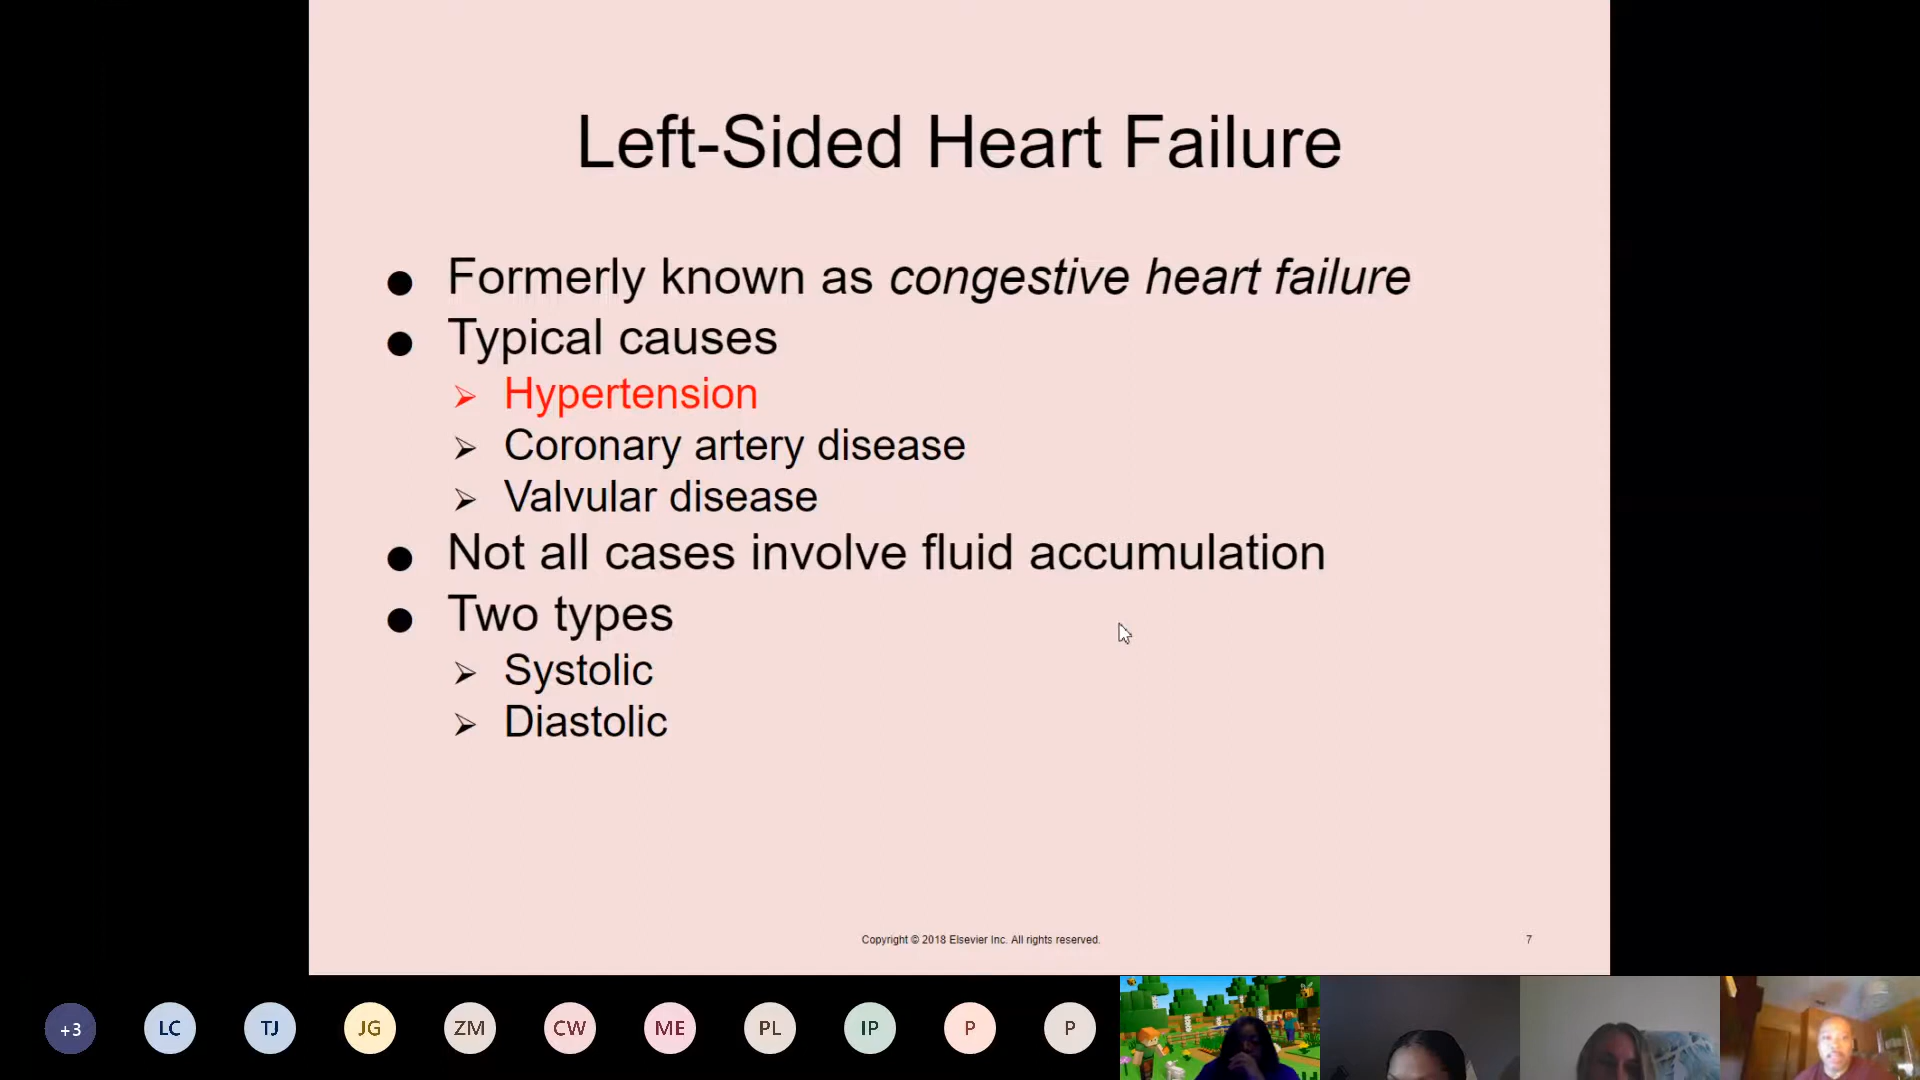 Left-Sided Heart Failure
● Formerly known as congestive heart failure
● Typical causes
➢ Hypertension
➢ Coronary artery disease
➢ Valvular disease
● Not all cases involve fluid accumulation
● Two types
➢ Systolic
➢ Diastolic
Copyright © 2018 Elsevier Inc. All rights reserved. 7
+3 LC TJ JG ZM CW ME PL IP P P